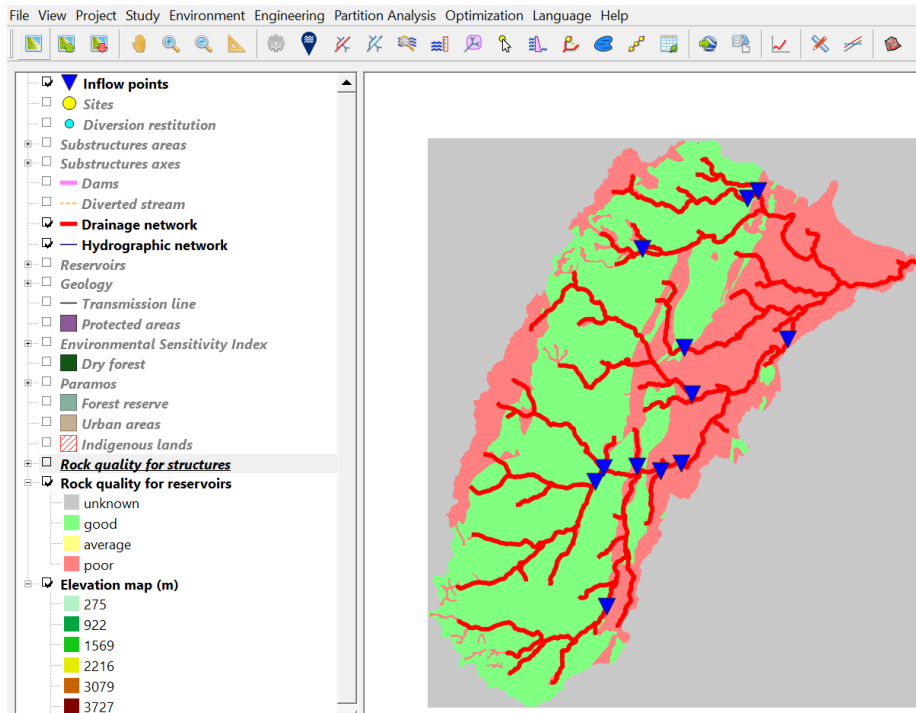 File View Project Study Environment Engineering Partition Analysis Optimization Language Help
Inflow points
Sites
Diversion restitution
Substructures areas
Substructures axes
Dams
Diverted stream
Drainage network
Hydrographic network
Reservoirs
Geology
Transmission line
Protected areas
Environmental Sensitivity Index
Dry forest
Paramos
Forest reserve
Urban areas
Indigenous lands
Rock quality for structures
Rock quality for reservoirs
unknown
good
average
poor
Elevation map (m)
275
922
1569
2216
3079
3727